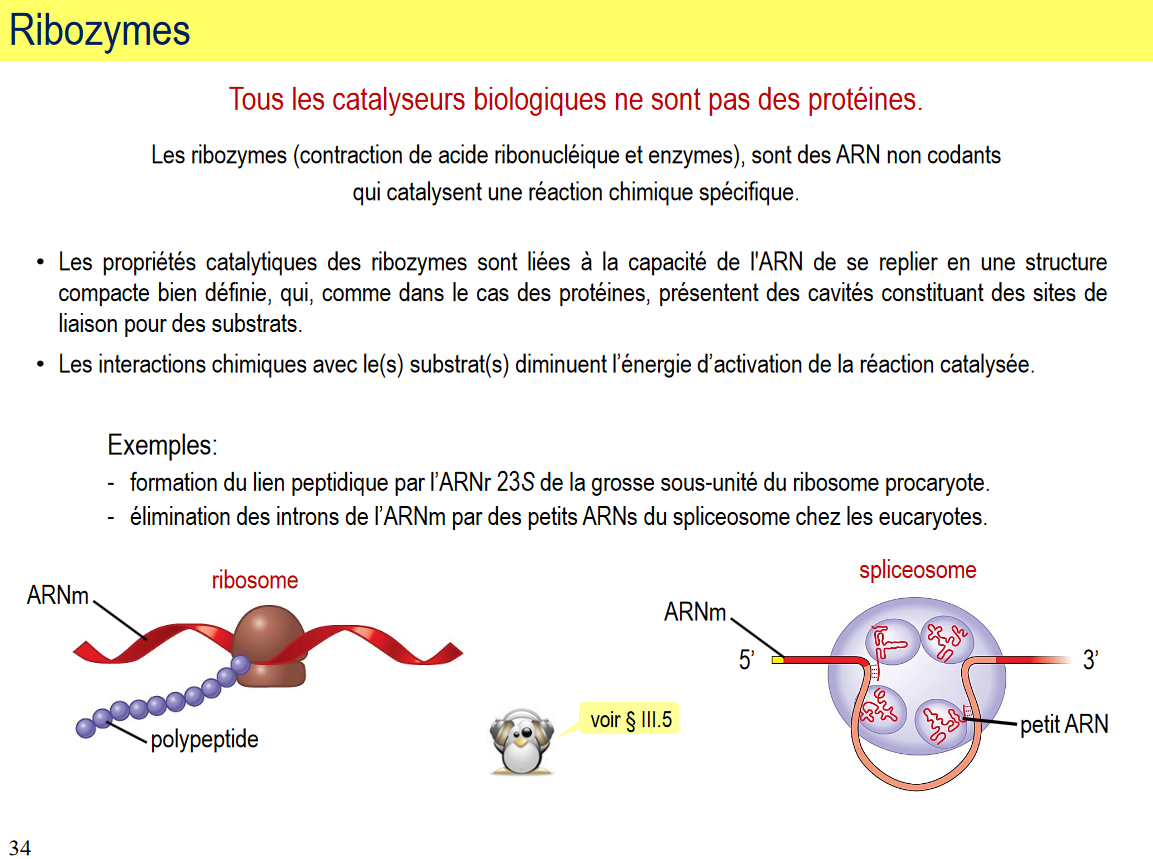 Ribozymes
Tous les catalyseurs biologiques ne sont pas des protéines.
Les ribozymes (contraction de acide ribonucléique et enzymes), sont des ARN non codants
qui catalysent une réaction chimique spécifique.
• Les propriétés catalytiques des ribozymes sont liées à la capacité de l'ARN de se replier en une structure
compacte bien définie, qui, comme dans le cas des protéines, présentent des cavités constituant des sites de
liaison pour des substrats.
• Les interactions chimiques avec le(s) substrat(s) diminuent l’énergie d’activation de la réaction catalysée.
Exemples:
- formation du lien peptidique par l’ARNr 23S de la grosse sous-unité du ribosome procaryote.
- élimination des introns de l’ARNm par des petits ARNs du spliceosome chez les eucaryotes.
ribosome
ARNm
polypeptide
voir § III.5
spliceosome
ARNm
5’
3’
petit ARN
34